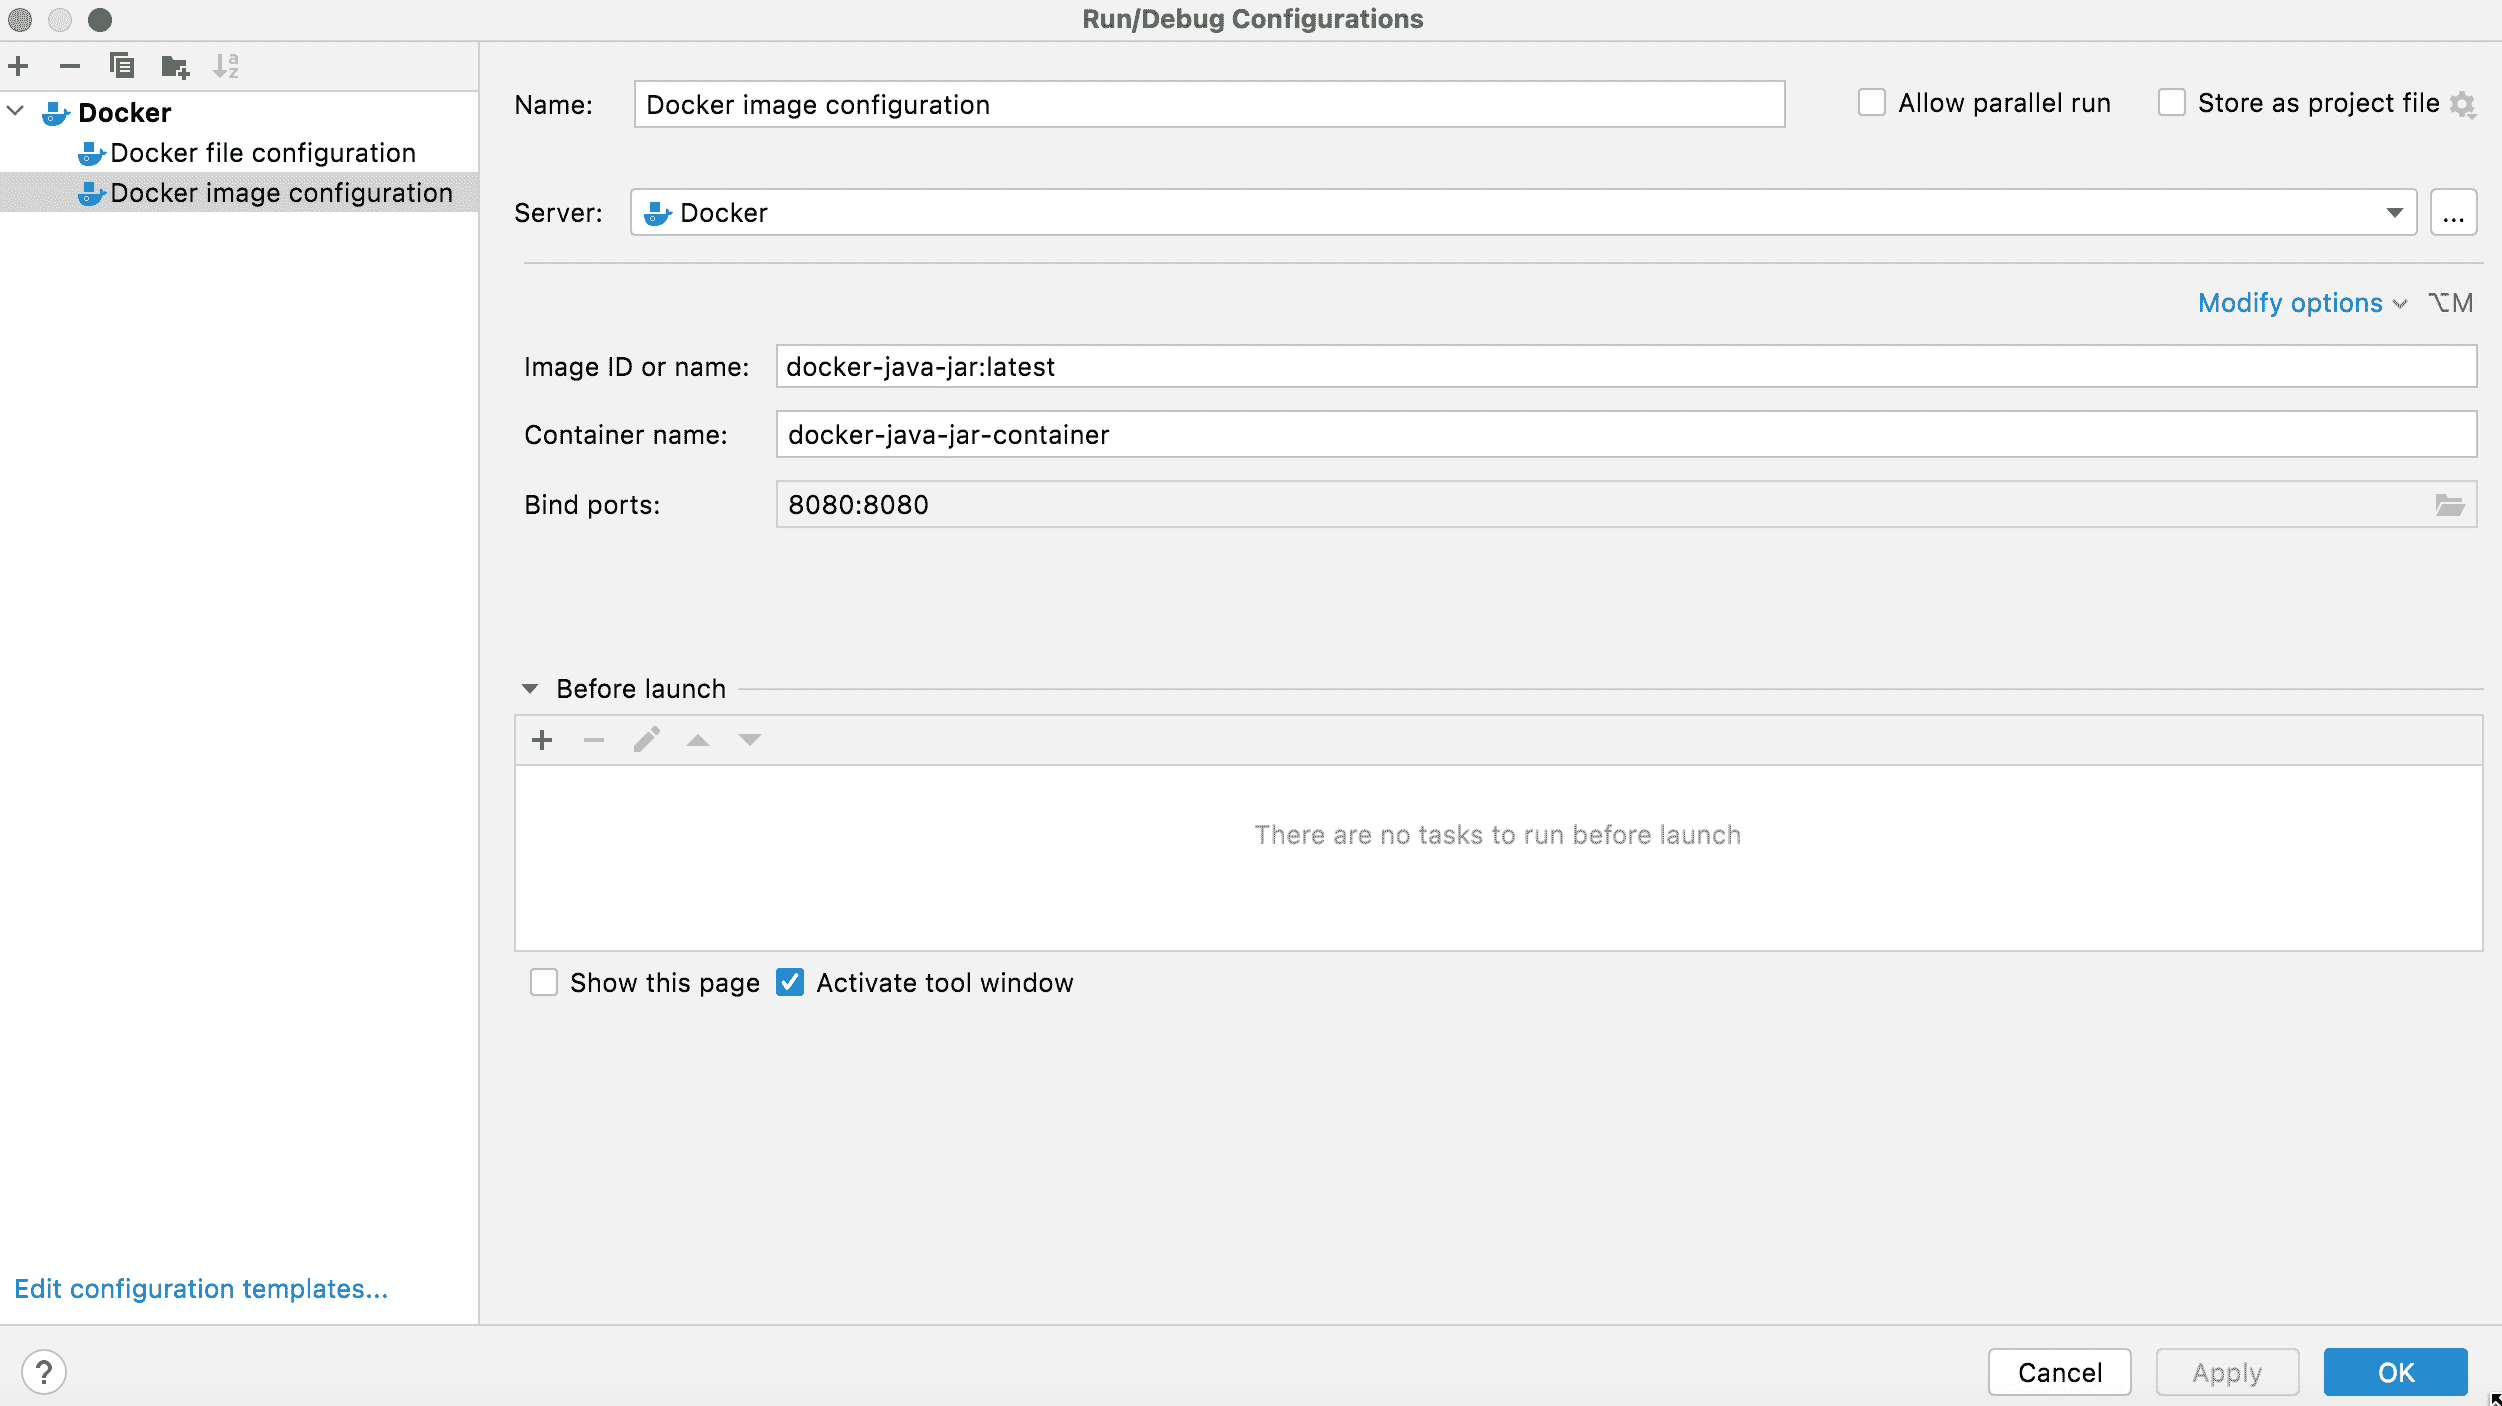 Run/Debug Configurations
Docker
Docker file configuration
Docker image configuration
Edit configuration templates...
Name: Docker image configuration
Allow parallel run
Store as project file
Server: Docker ...
Modify options ⌥M
Image ID or name: docker-java-jar:latest
Container name: docker-java-jar-container
Bind ports: 8080:8080
Before launch
There are no tasks to run before launch
Show this page
Activate tool window
?
Cancel
Apply
OK